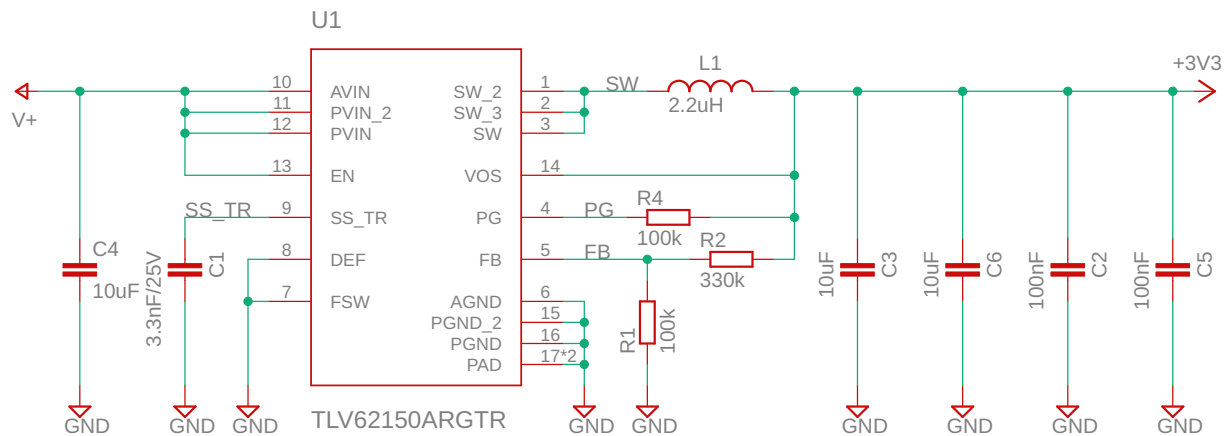 U1
V+
10 AVIN
11 PVIN_2
12 PVIN
13 EN
SS_TR 9 SS_TR
8 DEF
7 FSW
SW_2 1 SW
SW_3 2
SW 3
VOS 14
PG 4 PG
FB 5 FB
AGND 6
PGND_2 15
PGND 16
PAD 17*2
TLV62150ARGTR
L1
2.2uH
+3V3
R4
100k
R2
330k
R1
100k
C4
10uF
C1
3.3nF/25V
C3
10uF
C6
10uF
C2
100nF
C5
100nF
GND GND GND GND GND GND GND GND GND